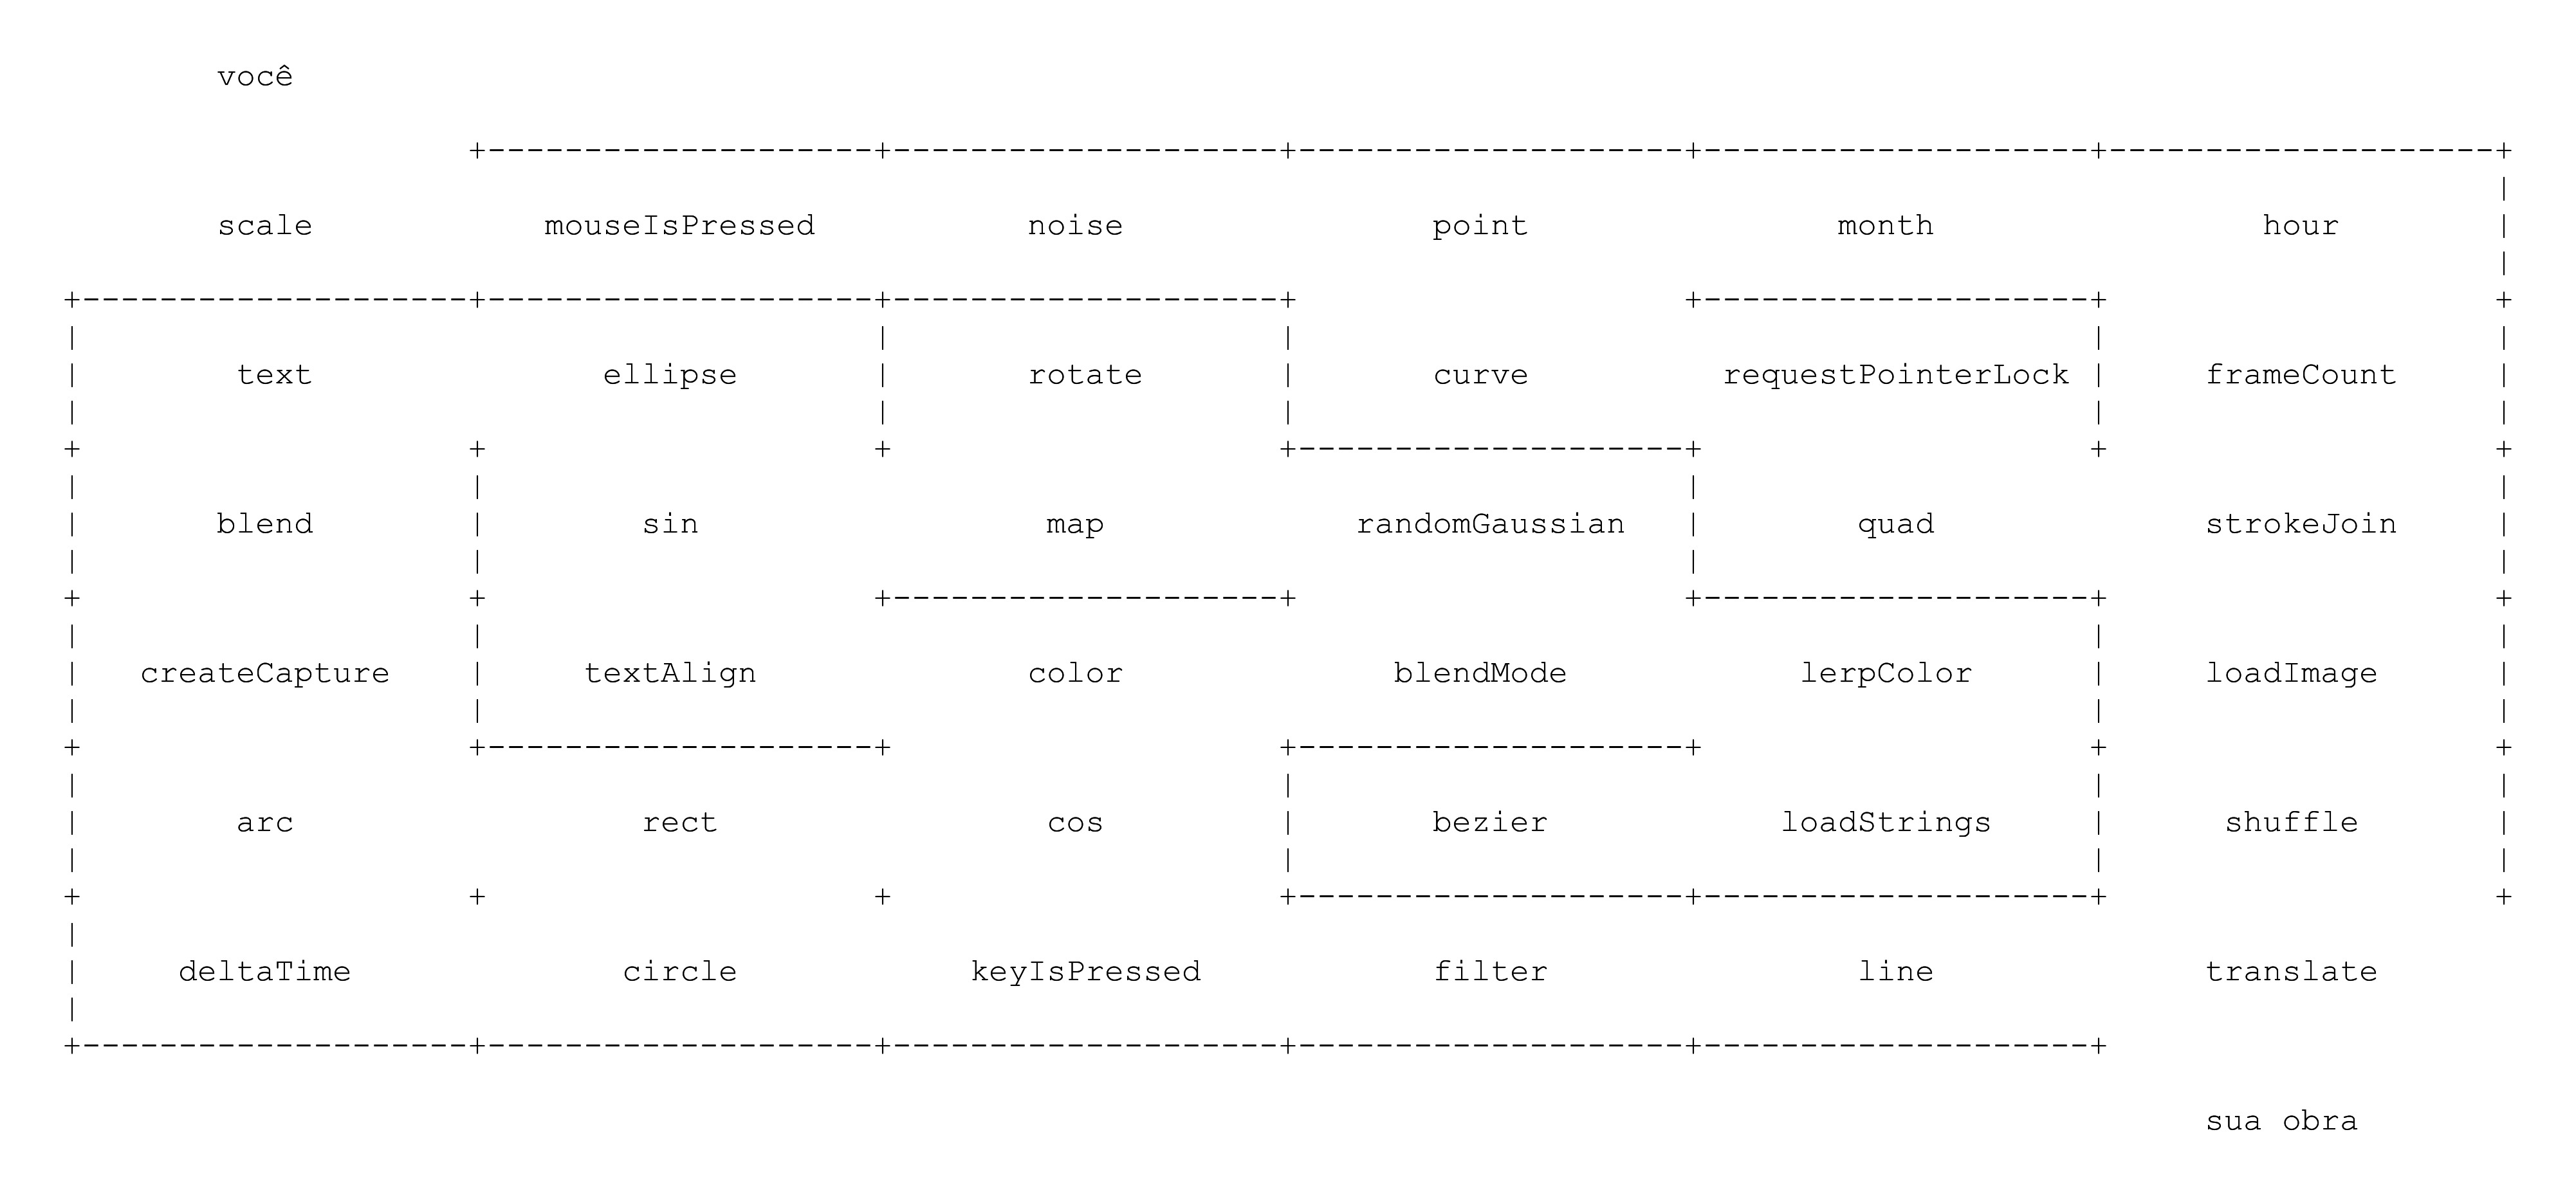 você
scale mouseIsPressed noise point month hour
text ellipse rotate curve requestPointerLock frameCount
blend sin map randomGaussian quad strokeJoin
createCapture textAlign color blendMode lerpColor loadImage
arc rect cos bezier loadStrings shuffle
deltaTime circle keyIsPressed filter line translate
sua obra